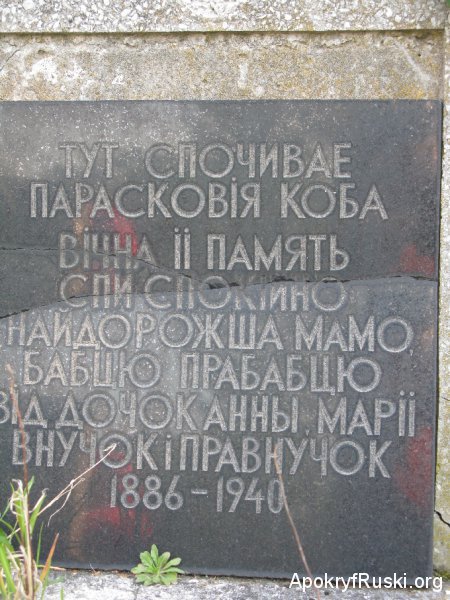 ТУТ СПОЧИВАЕ
ПАРАСКОВІЯ КОБА
ВІЧНА ЇЇ ПАМЯТЬ
СПИ СПОКІЙНО
НАЙДОРОЖША МАМО
БАБЦЮ ПРАБАБЦЮ
ВІД ДОЧОК АННЫ, МАРІЇ
ВНУЧОК І ПРАВНУЧОК
1886 - 1940
ApokryfRuski.org